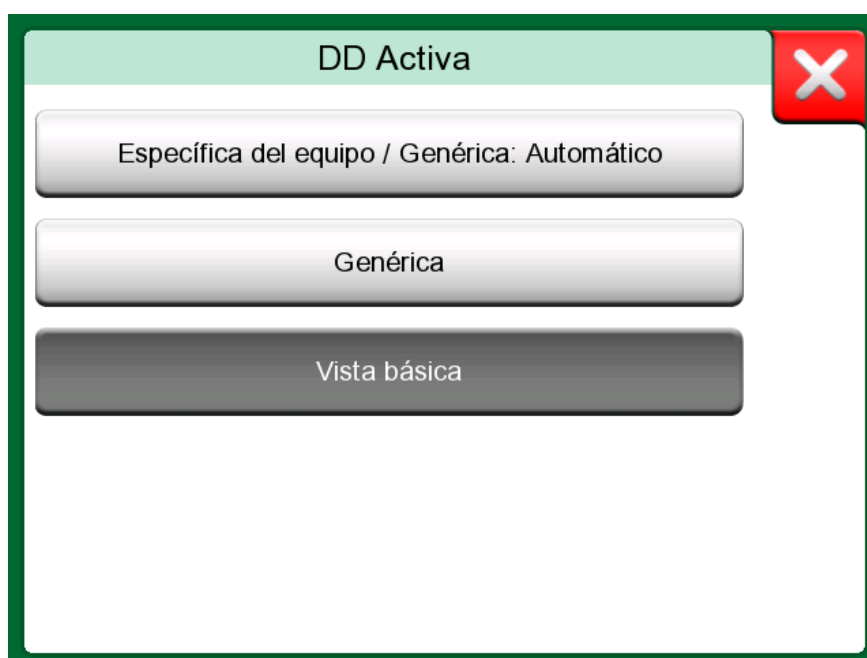 DD Activa
Específica del equipo / Genérica: Automático
Genérica
Vista básica